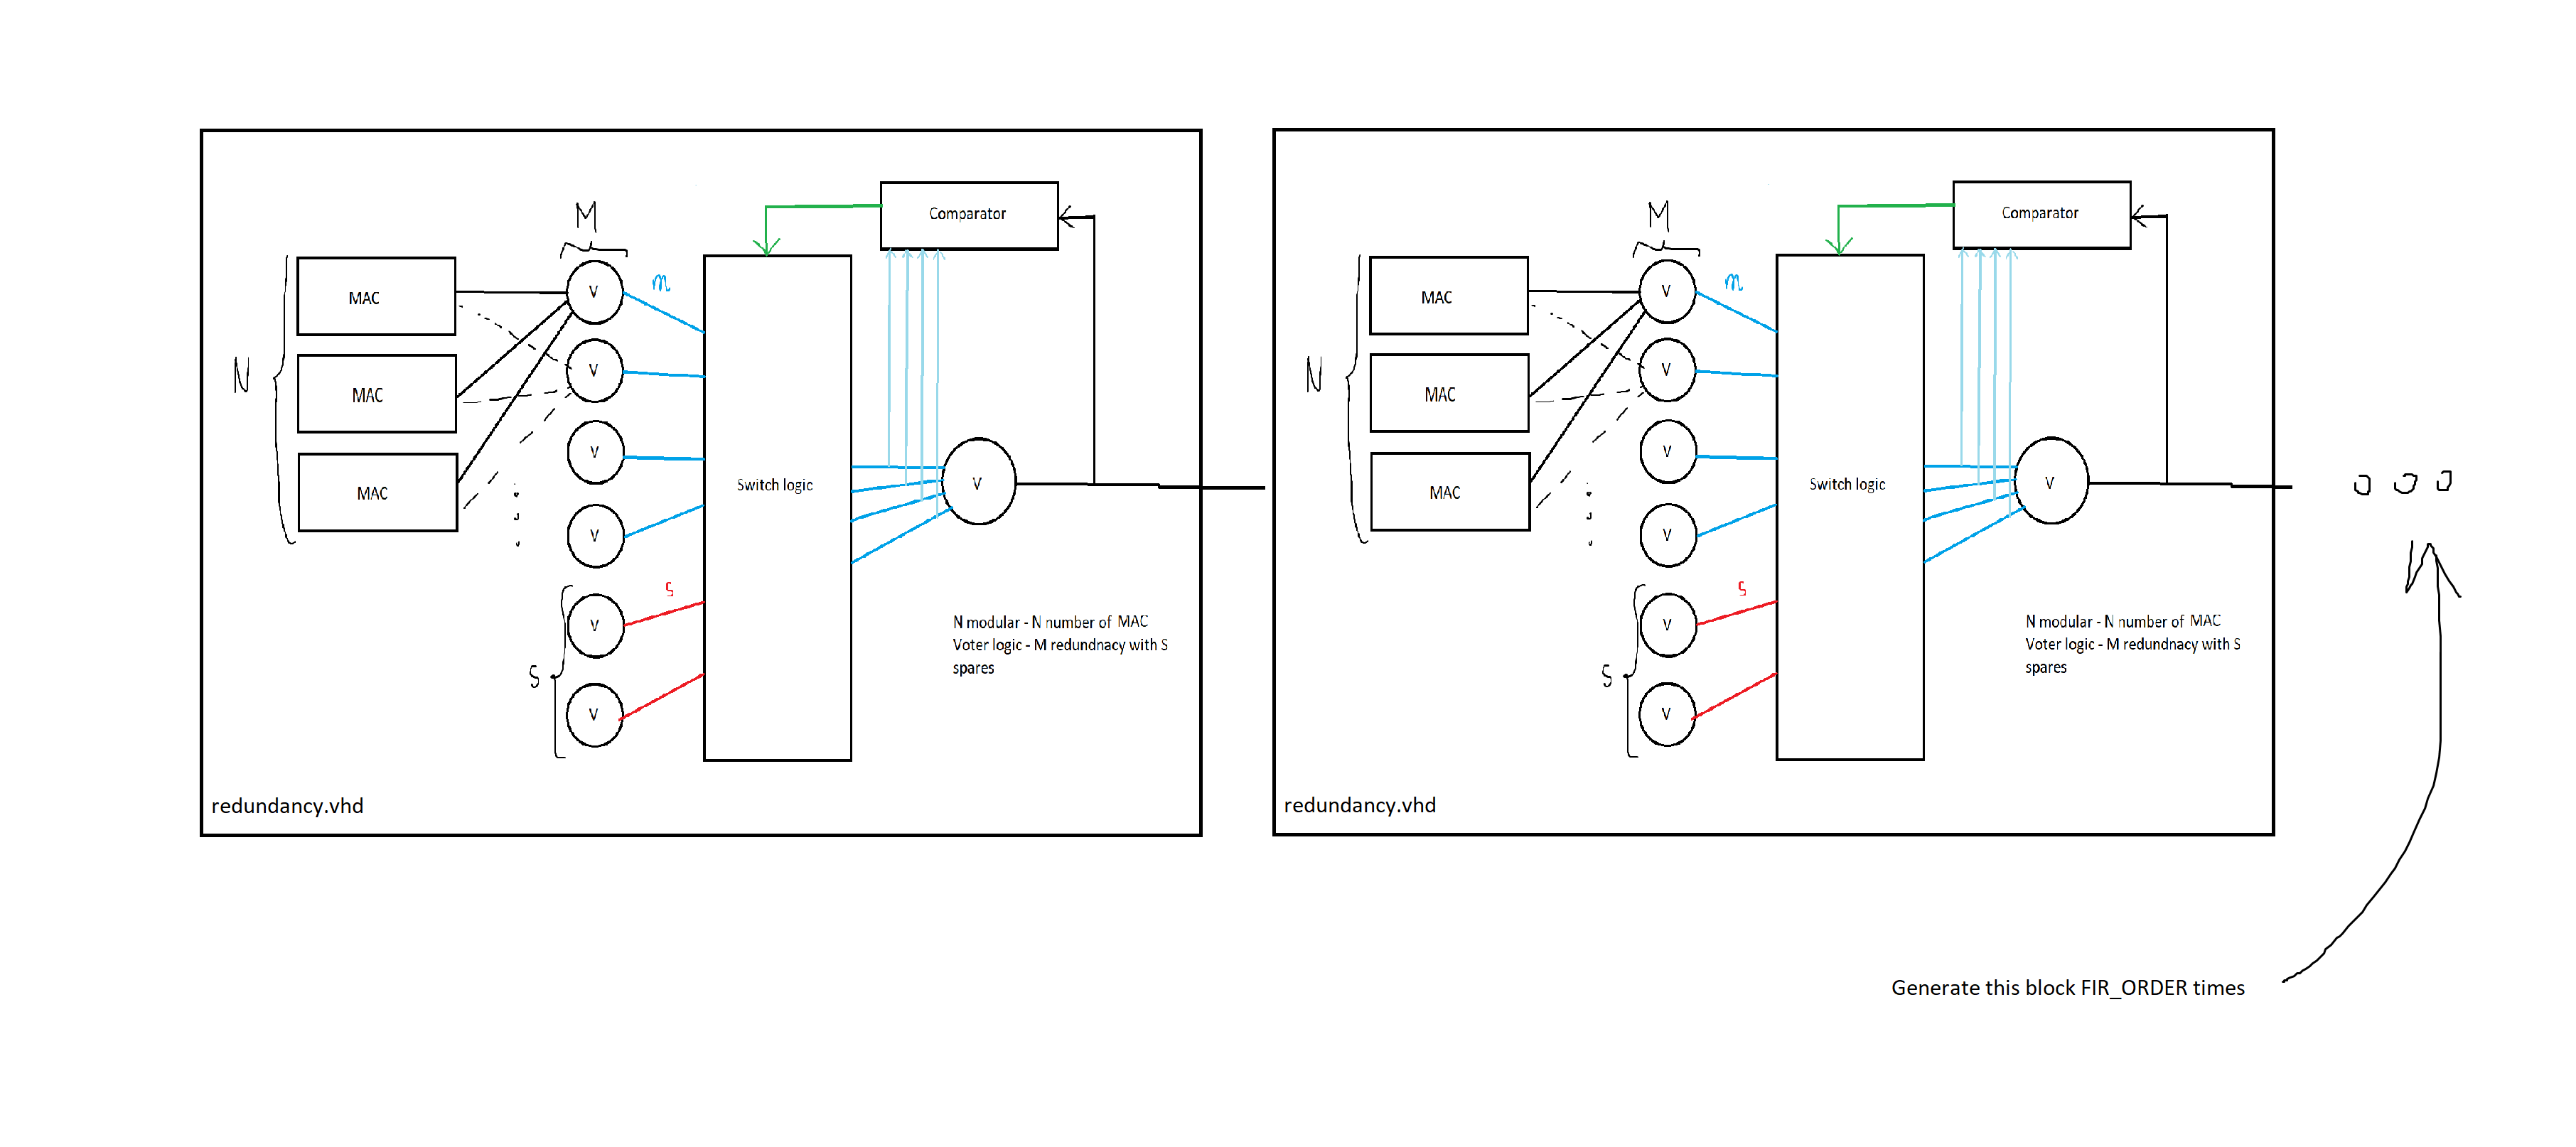 M
Comparator
MAC
N
MAC
MAC
V
V
V
V
V
V
m
s
S
Switch logic
V
N modular - N number of MAC
Voter logic - M redundnacy with S
spares
redundancy.vhd
M
Comparator
MAC
N
MAC
MAC
V
V
V
V
V
V
m
s
S
Switch logic
V
N modular - N number of MAC
Voter logic - M redundnacy with S
spares
redundancy.vhd
Generate this block FIR_ORDER times